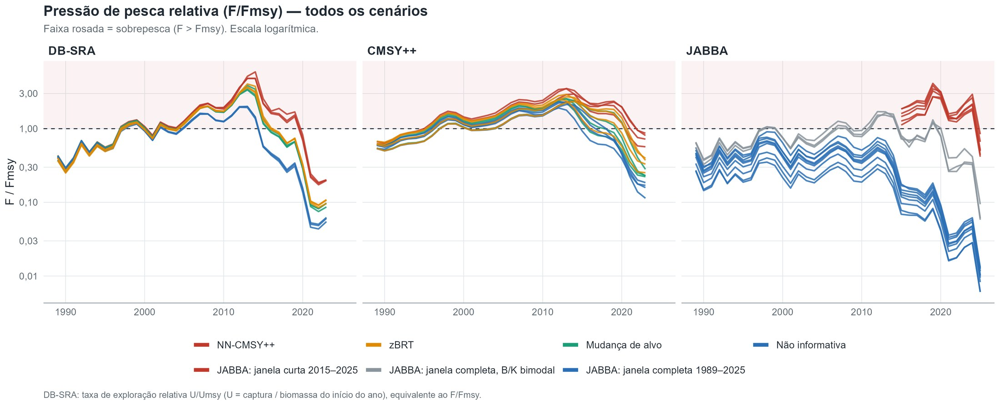 Pressão de pesca relativa (F/Fmsy) — todos os cenários
Faixa rosada = sobrepesca (F > Fmsy). Escala logarítmica.
DB-SRA
CMSY++
JABBA
F / Fmsy
3,00
1,00
0,30
0,10
0,03
0,01
1990 2000 2010 2020
1990 2000 2010 2020
1990 2000 2010 2020
NN-CMSY++
zBRT
Mudança de alvo
Não informativa
JABBA: janela curta 2015–2025
JABBA: janela completa, B/K bimodal
JABBA: janela completa 1989–2025
DB-SRA: taxa de exploração relativa U/Umsy (U = captura / biomassa do início do ano), equivalente ao F/Fmsy.